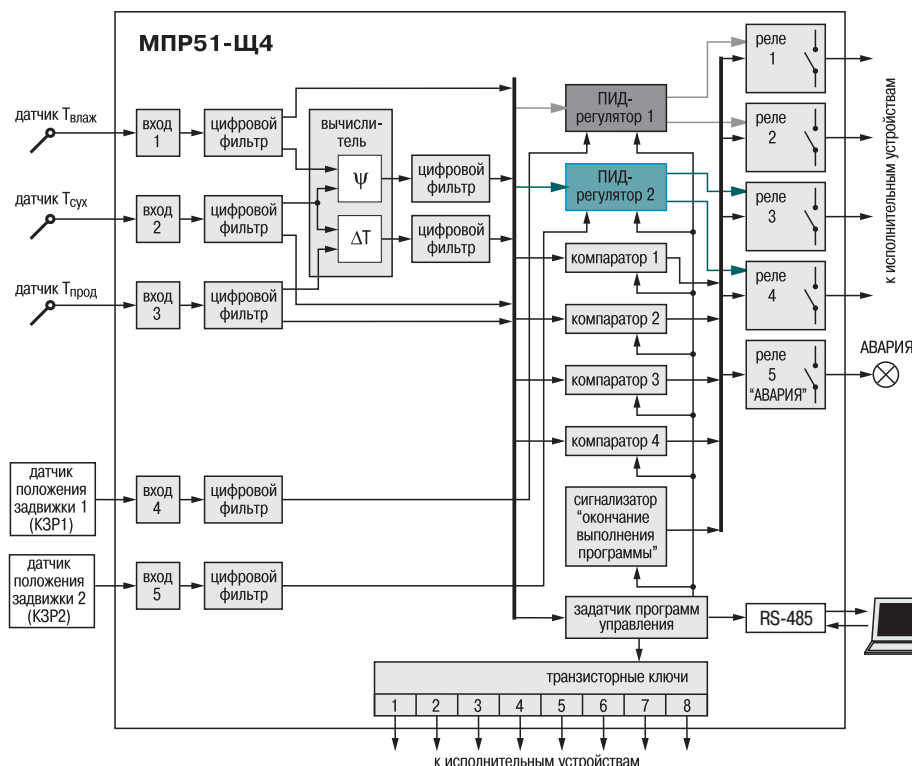 МПР51-Щ4
датчик Tвлаж
вход
1
цифровой
фильтр
вычисли-
тель
ψ
ΔT
цифровой
фильтр
цифровой
фильтр
датчик Tсух
вход
2
цифровой
фильтр
датчик Tпрод
вход
3
цифровой
фильтр
датчик
положения
задвижки 1
(КЗР1)
вход
4
цифровой
фильтр
датчик
положения
задвижки 2
(КЗР2)
вход
5
цифровой
фильтр
ПИД-
регулятор 1
ПИД-
регулятор 2
компаратор 1
компаратор 2
компаратор 3
компаратор 4
сигнализатор
“окончание
выполнения
программы”
задатчик программ
управления
реле
1
реле
2
реле
3
реле
4
реле
5
“АВАРИЯ”
к исполнительным устройствам
АВАРИЯ
RS-485
транзисторные ключи
1 2 3 4 5 6 7 8
к исполнительным устройствам